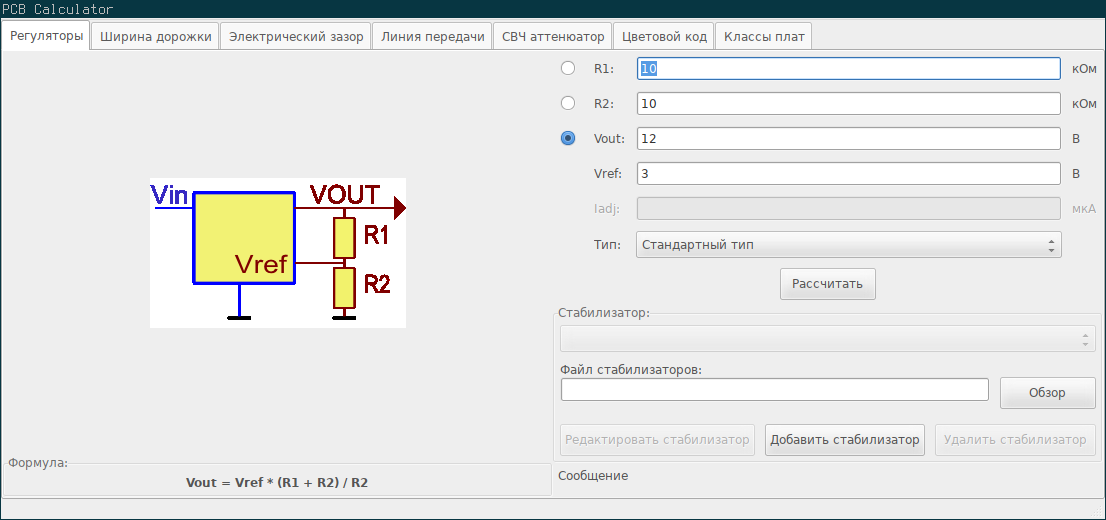 PCB Calculator
Регуляторы Ширина дорожки Электрический зазор Линия передачи СВЧ аттенюатор Цветовой код Классы плат
R1: 10 кОм
R2: 10 кОм
Vout: 12 В
Vref: 3 В
Iadj: мкА
Тип: Стандартный тип
Рассчитать
Vin VOUT
R1
Vref
R2
Стабилизатор:
Файл стабилизаторов:
Обзор
Редактировать стабилизатор Добавить стабилизатор Удалить стабилизатор
Формула:
Vout = Vref * (R1 + R2) / R2
Сообщение